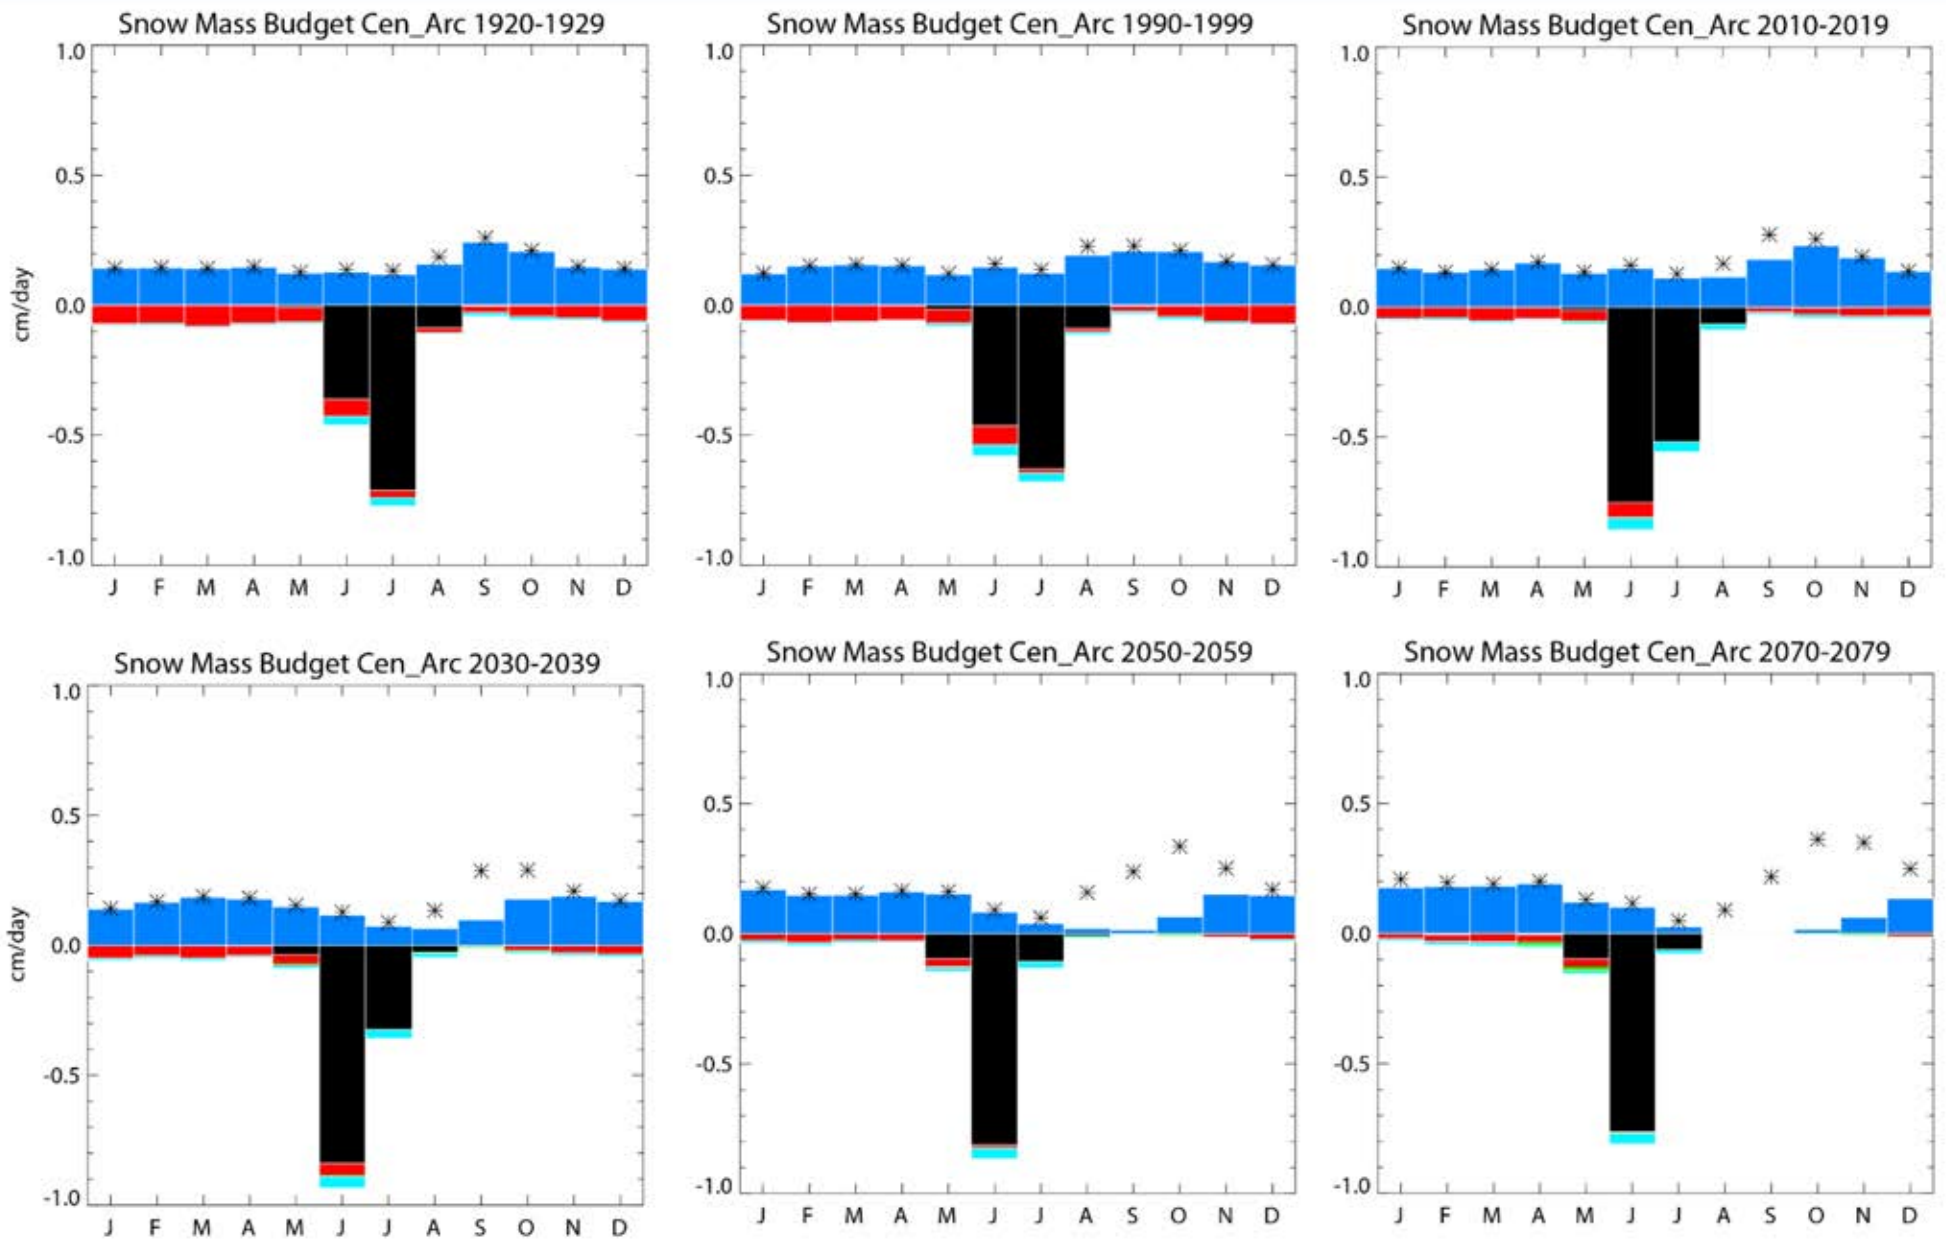 Snow Mass Budget Cen_Arc 1920-1929
1.0
0.5
0.0
-0.5
-1.0
cm/day
J F M A M J J A S O N D
Snow Mass Budget Cen_Arc 1990-1999
1.0
0.5
0.0
-0.5
-1.0
J F M A M J J A S O N D
Snow Mass Budget Cen_Arc 2010-2019
1.0
0.5
0.0
-0.5
-1.0
J F M A M J J A S O N D
Snow Mass Budget Cen_Arc 2030-2039
1.0
0.5
0.0
-0.5
-1.0
cm/day
J F M A M J J A S O N D
Snow Mass Budget Cen_Arc 2050-2059
1.0
0.5
0.0
-0.5
-1.0
J F M A M J J A S O N D
Snow Mass Budget Cen_Arc 2070-2079
1.0
0.5
0.0
-0.5
-1.0
J F M A M J J A S O N D